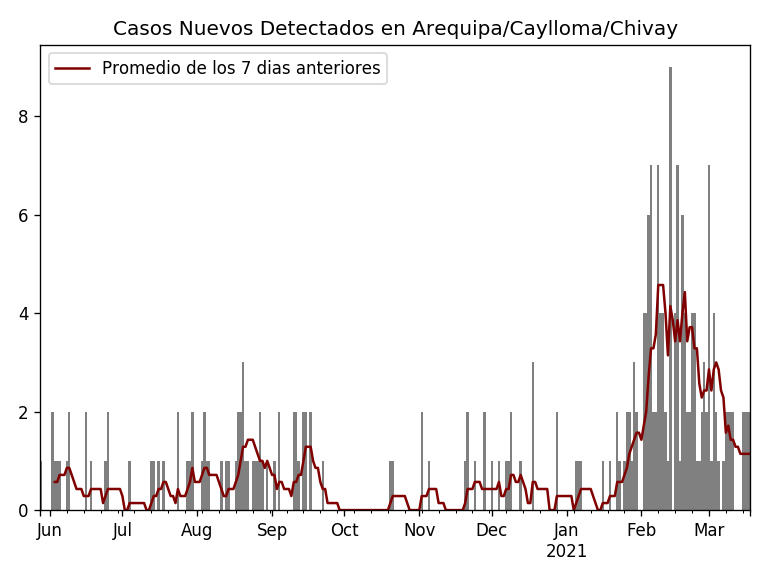 Casos Nuevos Detectados en Arequipa/Caylloma/Chivay
Promedio de los 7 dias anteriores
8
6
4
2
0
Jun Jul Aug Sep Oct Nov Dec Jan Feb Mar
2021